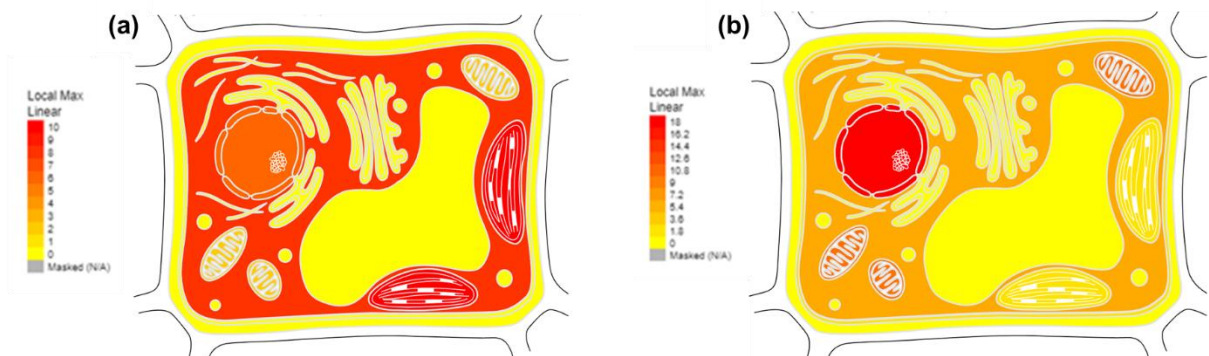 (a)
Local Max
Linear
10
9
8
7
6
5
4
3
2
1
0
Masked (N/A)
(b)
Local Max
Linear
18
16.2
14.4
12.6
10.8
9
7.2
5.4
3.6
1.8
0
Masked (N/A)